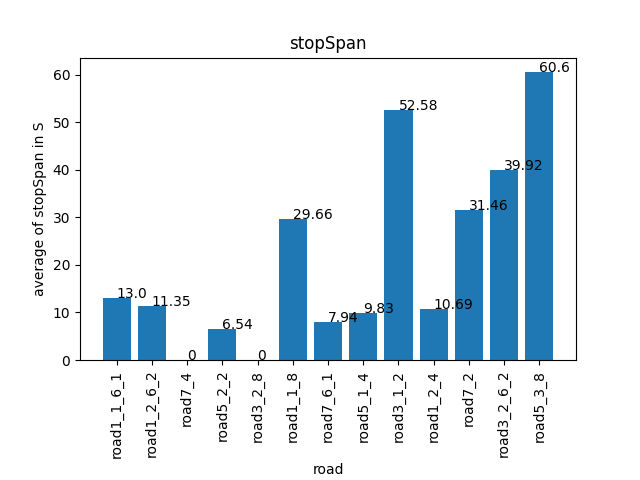 stopSpan
average of stopSpan in S
60
50
40
30
20
10
0
13.0
11.35
0
6.54
0
29.66
7.94
9.83
52.58
10.69
31.46
39.92
60.6
road1_1_6_1
road1_2_6_2
road7_4
road5_2_2
road3_2_8
road1_1_8
road7_6_1
road5_1_4
road3_1_2
road1_2_4
road7_2
road3_2_6_2
road5_3_8
road